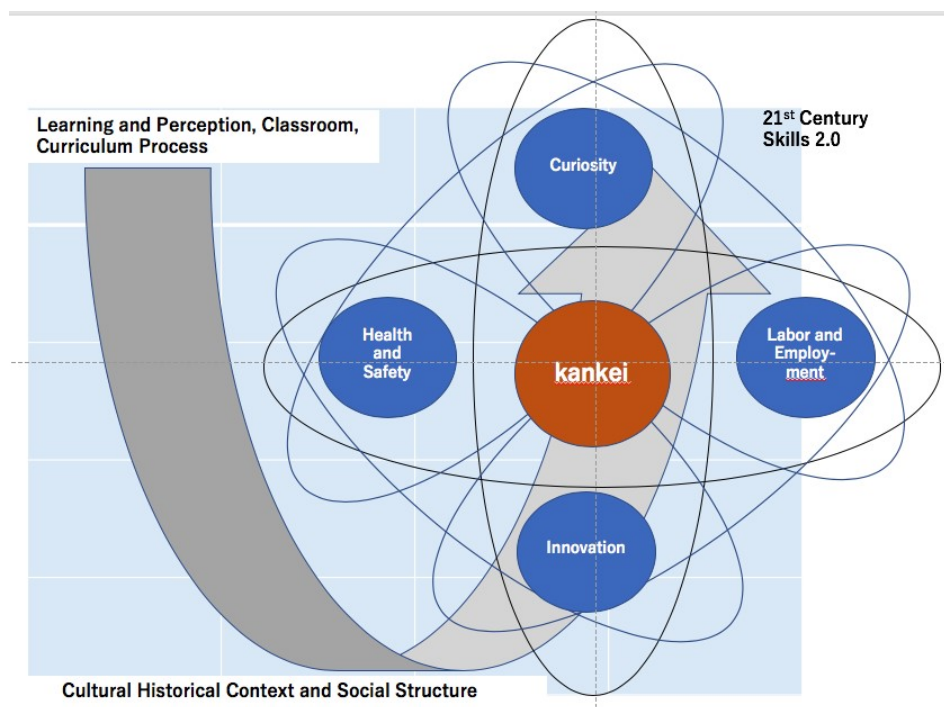 Learning and Perception, Classroom,
Curriculum Process
21st Century
Skills 2.0
Curiosity
Health
and
Safety
kankei
Labor and
Employ-
ment
Innovation
Cultural Historical Context and Social Structure